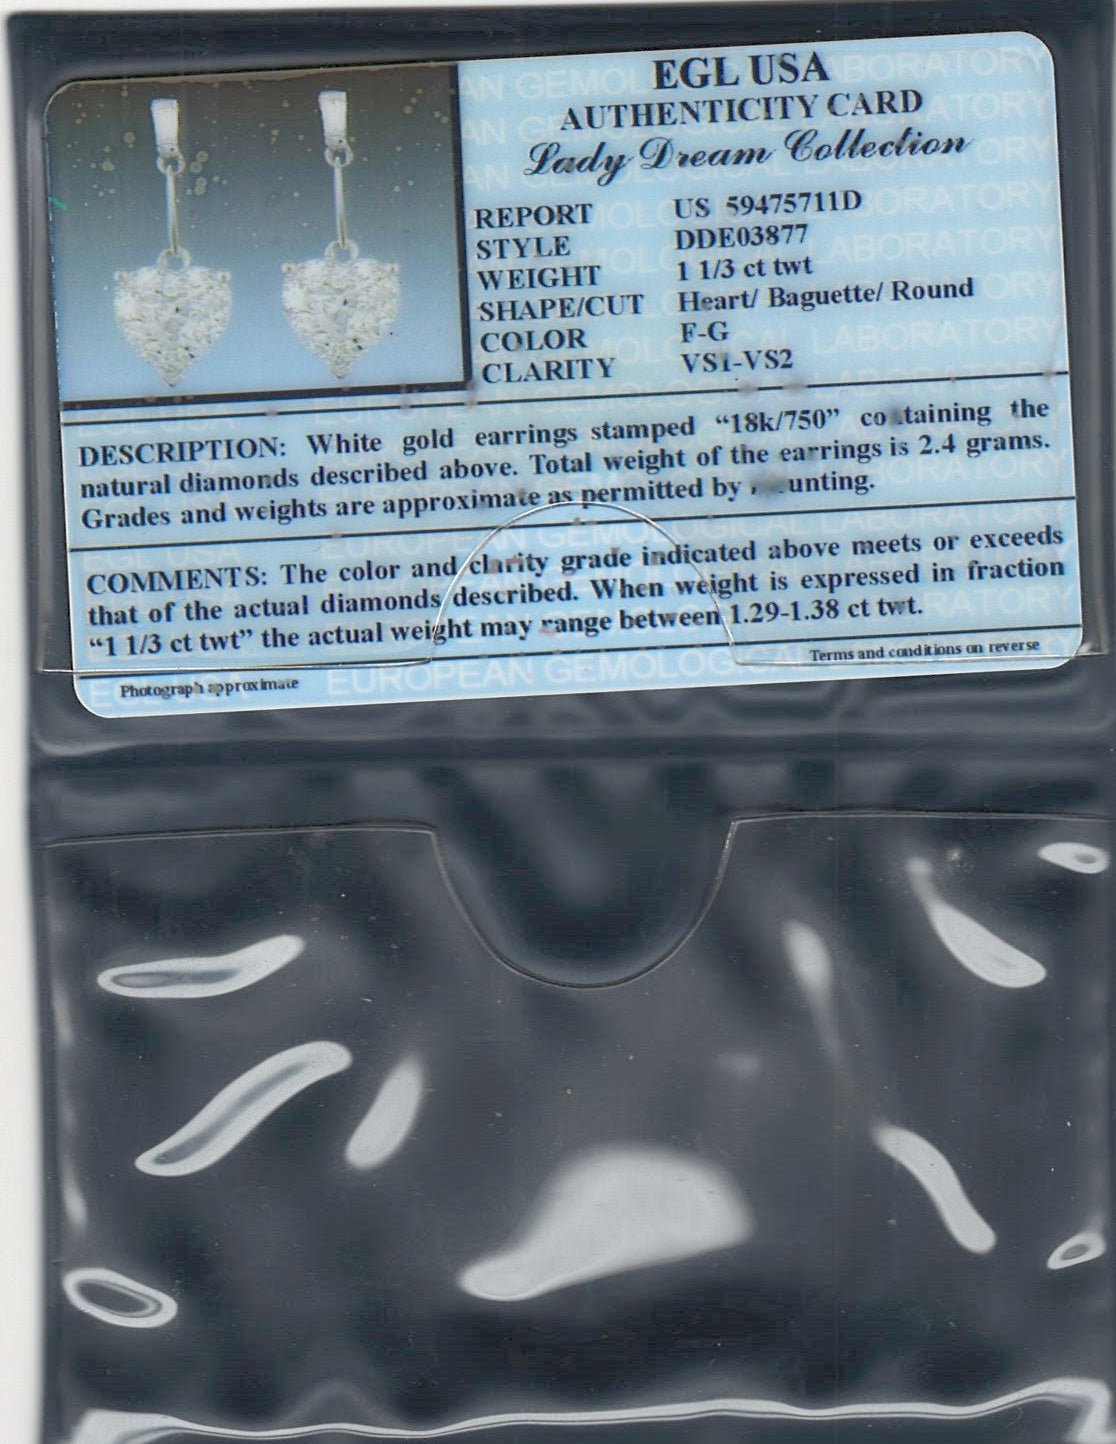 EGL USA
AUTHENTICITY CARD
Lady Dream Collection
REPORT US 59475711D
STYLE DDE03877
WEIGHT 1 1/3 ct twt
SHAPE/CUT Heart/ Baguette/ Round
COLOR F-G
CLARITY VS1-VS2
DESCRIPTION: White gold earrings stamped “18k/750” containing the
natural diamonds described above. Total weight of the earrings is 2.4 grams.
Grades and weights are approximate as permitted by
COMMENTS: The color and clarity grade indicated above meets or exceeds
that of the actual diamonds described. When weight is expressed in fraction
“1 1/3 ct twt” the actual weight may range between 1.29-1.38 ct twt.
Terms and conditions on reverse
Photograph approximate
EUROPEAN GEMOLOGICAL